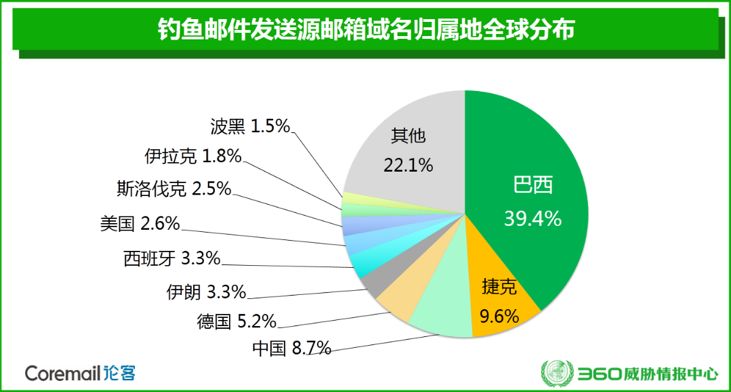 钓鱼邮件发送源邮箱域名归属地全球分布
波黑 1.5%
伊拉克 1.8%
斯洛伐克 2.5%
美国 2.6%
西班牙 3.3%
伊朗 3.3%
德国 5.2%
中国 8.7%
其他
22.1%
巴西
39.4%
捷克
9.6%
Coremail论客
360威胁情报中心